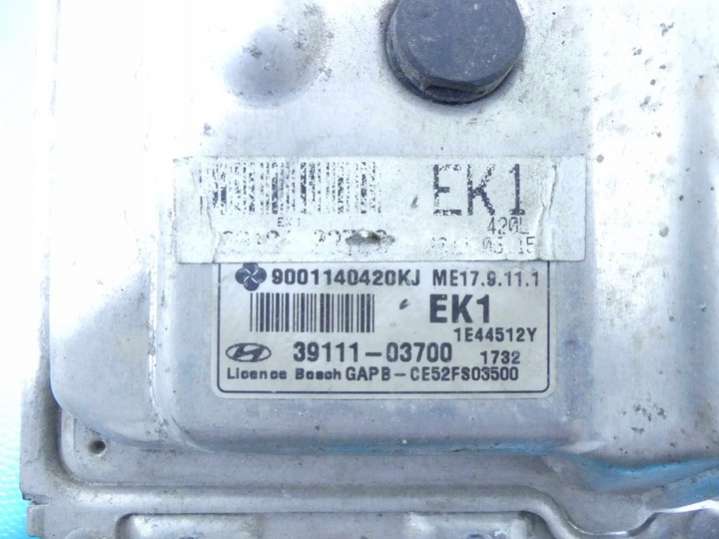 EK1
420L
9001140420KJ ME17.9.11.1
EK1
1E44512Y
39111-03700 1732
Licence Bosch GAPB-CE52FS03500